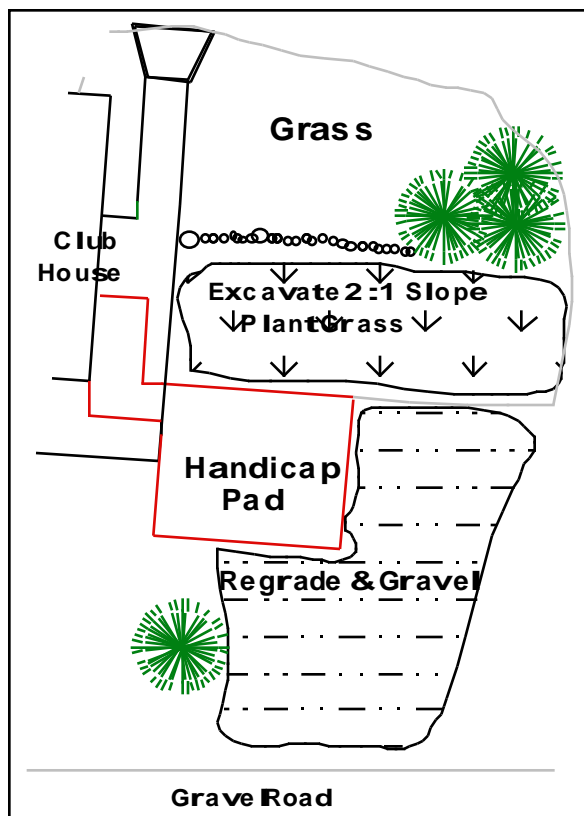 Grass
Club
House
Excavate 2:1 Slope
Plant Grass
Handicap
Pad
Regrade & Gravel
Gravel Road